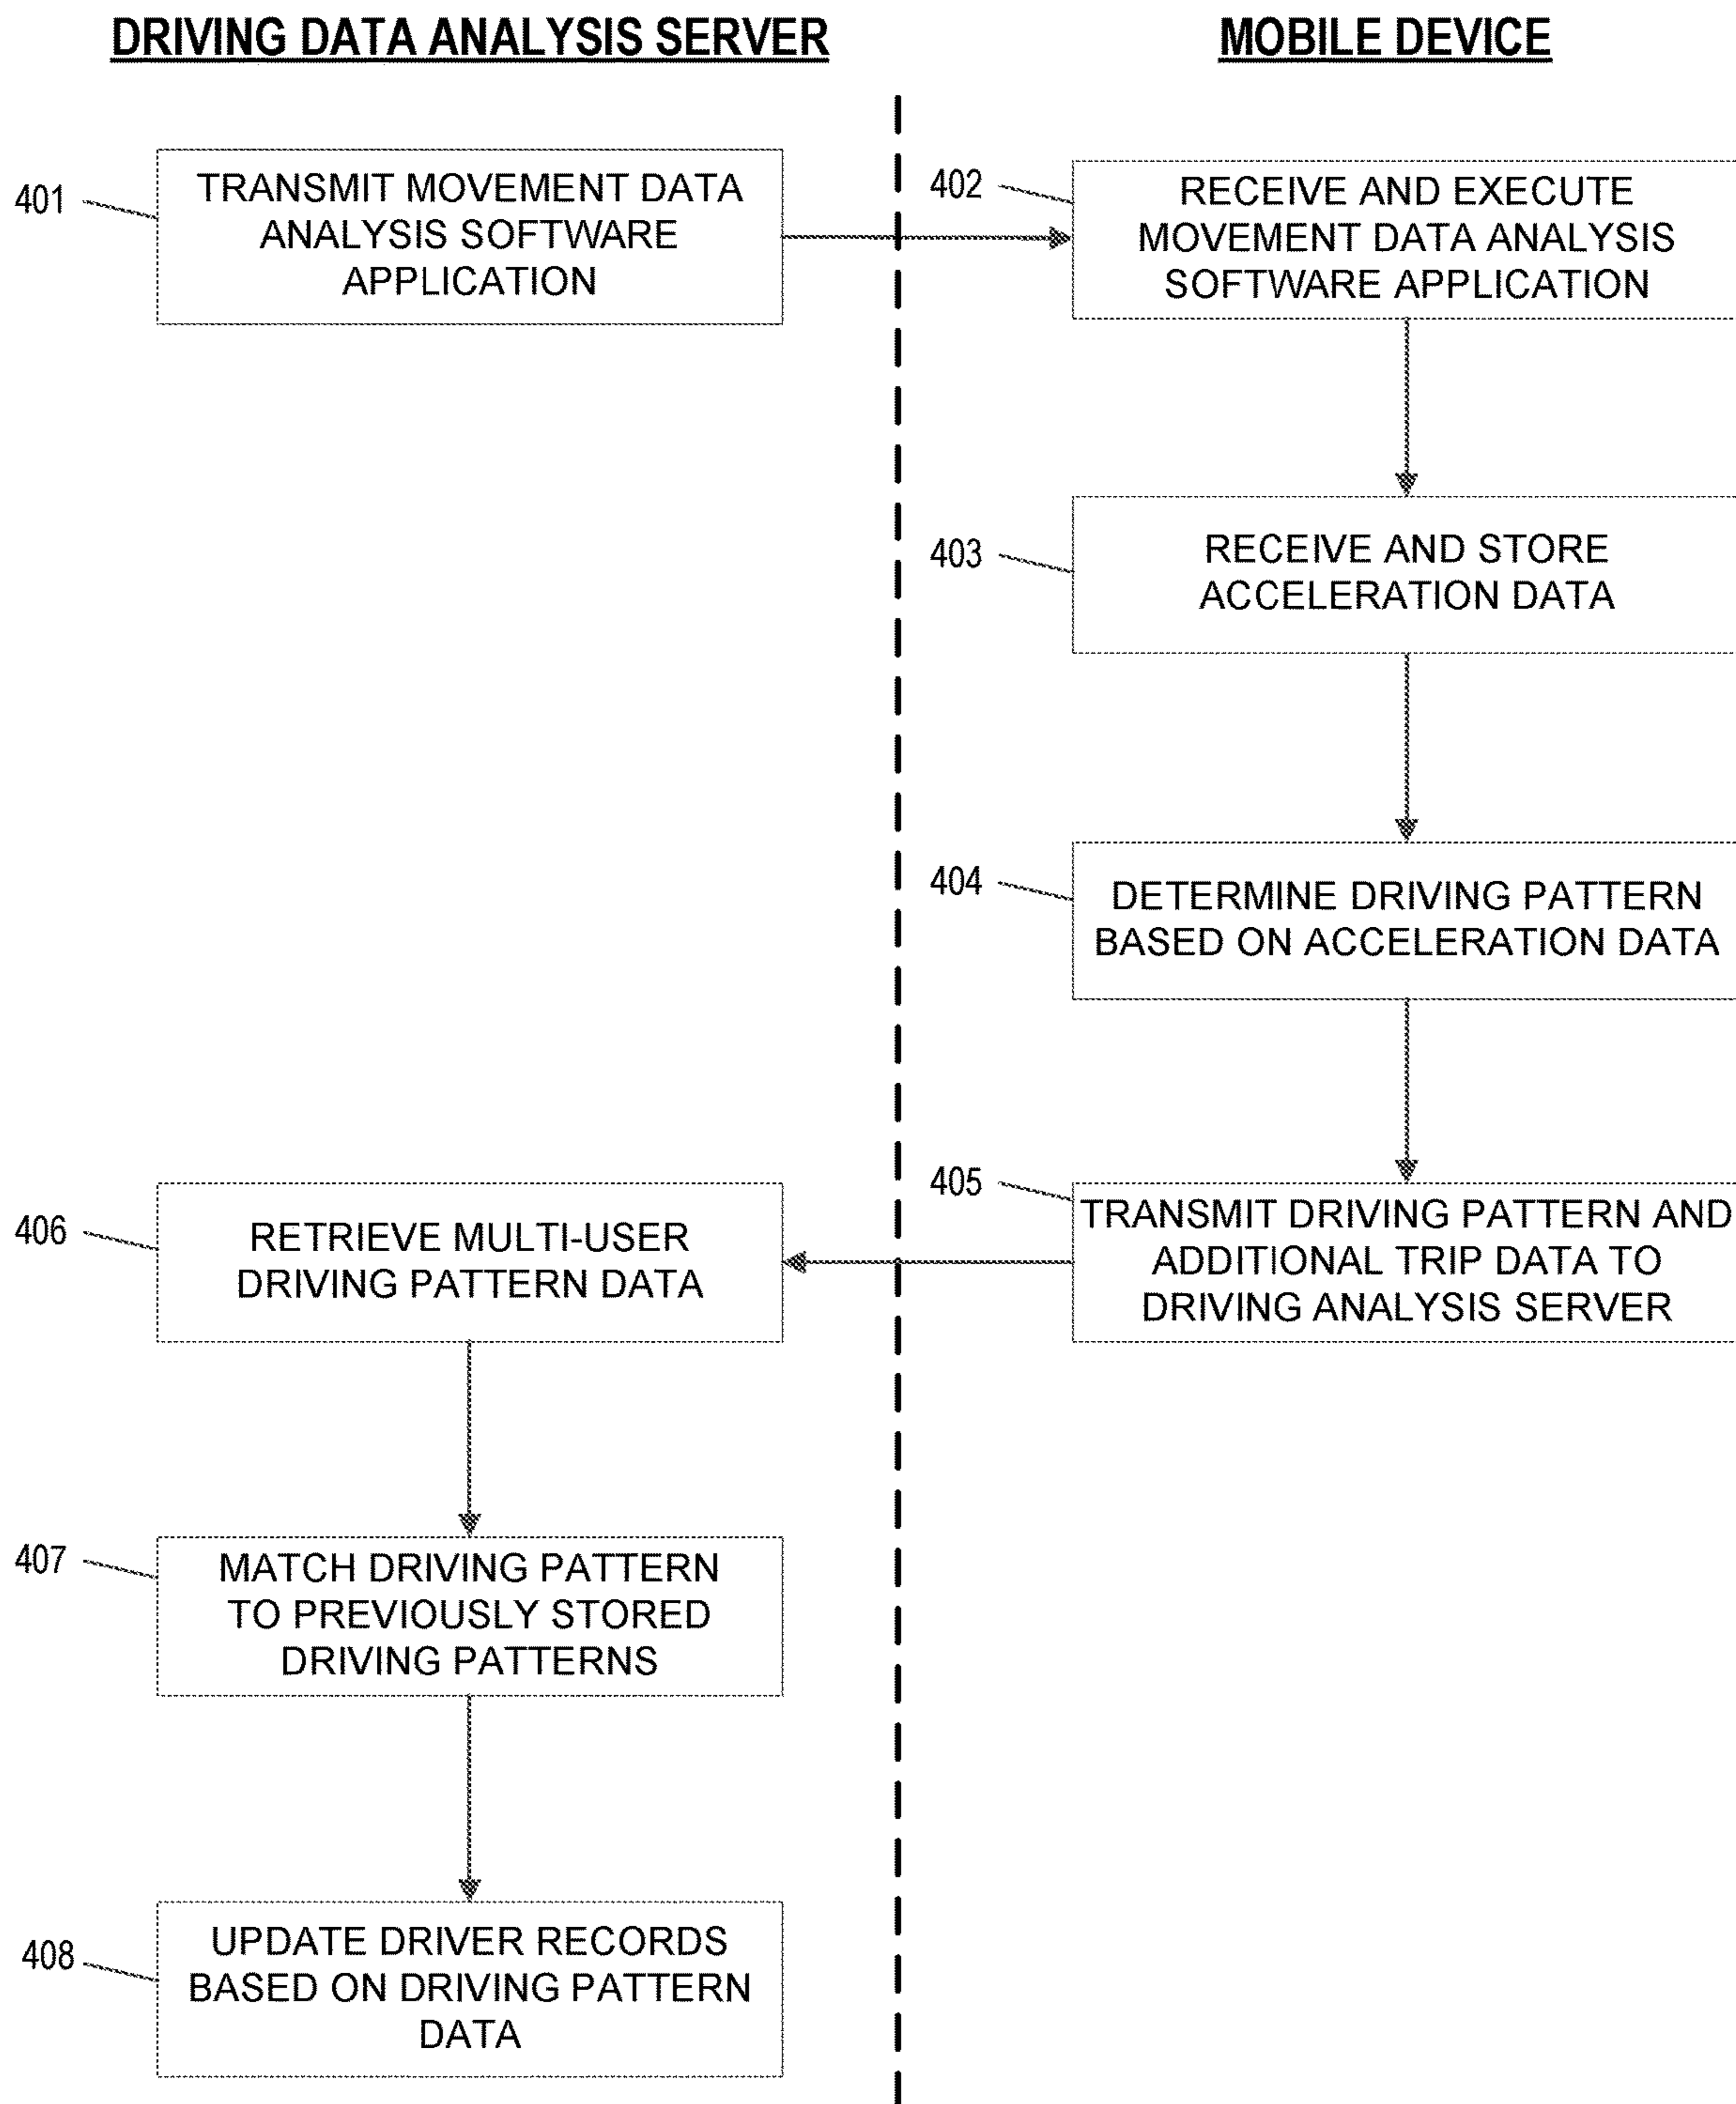 DRIVING DATA ANALYSIS SERVER
MOBILE DEVICE
401
TRANSMIT MOVEMENT DATA
ANALYSIS SOFTWARE
APPLICATION
402
RECEIVE AND EXECUTE
MOVEMENT DATA ANALYSIS
SOFTWARE APPLICATION
403
RECEIVE AND STORE
ACCELERATION DATA
404
DETERMINE DRIVING PATTERN
BASED ON ACCELERATION DATA
405
TRANSMIT DRIVING PATTERN AND
ADDITIONAL TRIP DATA TO
DRIVING ANALYSIS SERVER
406
RETRIEVE MULTI-USER
DRIVING PATTERN DATA
407
MATCH DRIVING PATTERN
TO PREVIOUSLY STORED
DRIVING PATTERNS
408
UPDATE DRIVER RECORDS
BASED ON DRIVING PATTERN
DATA